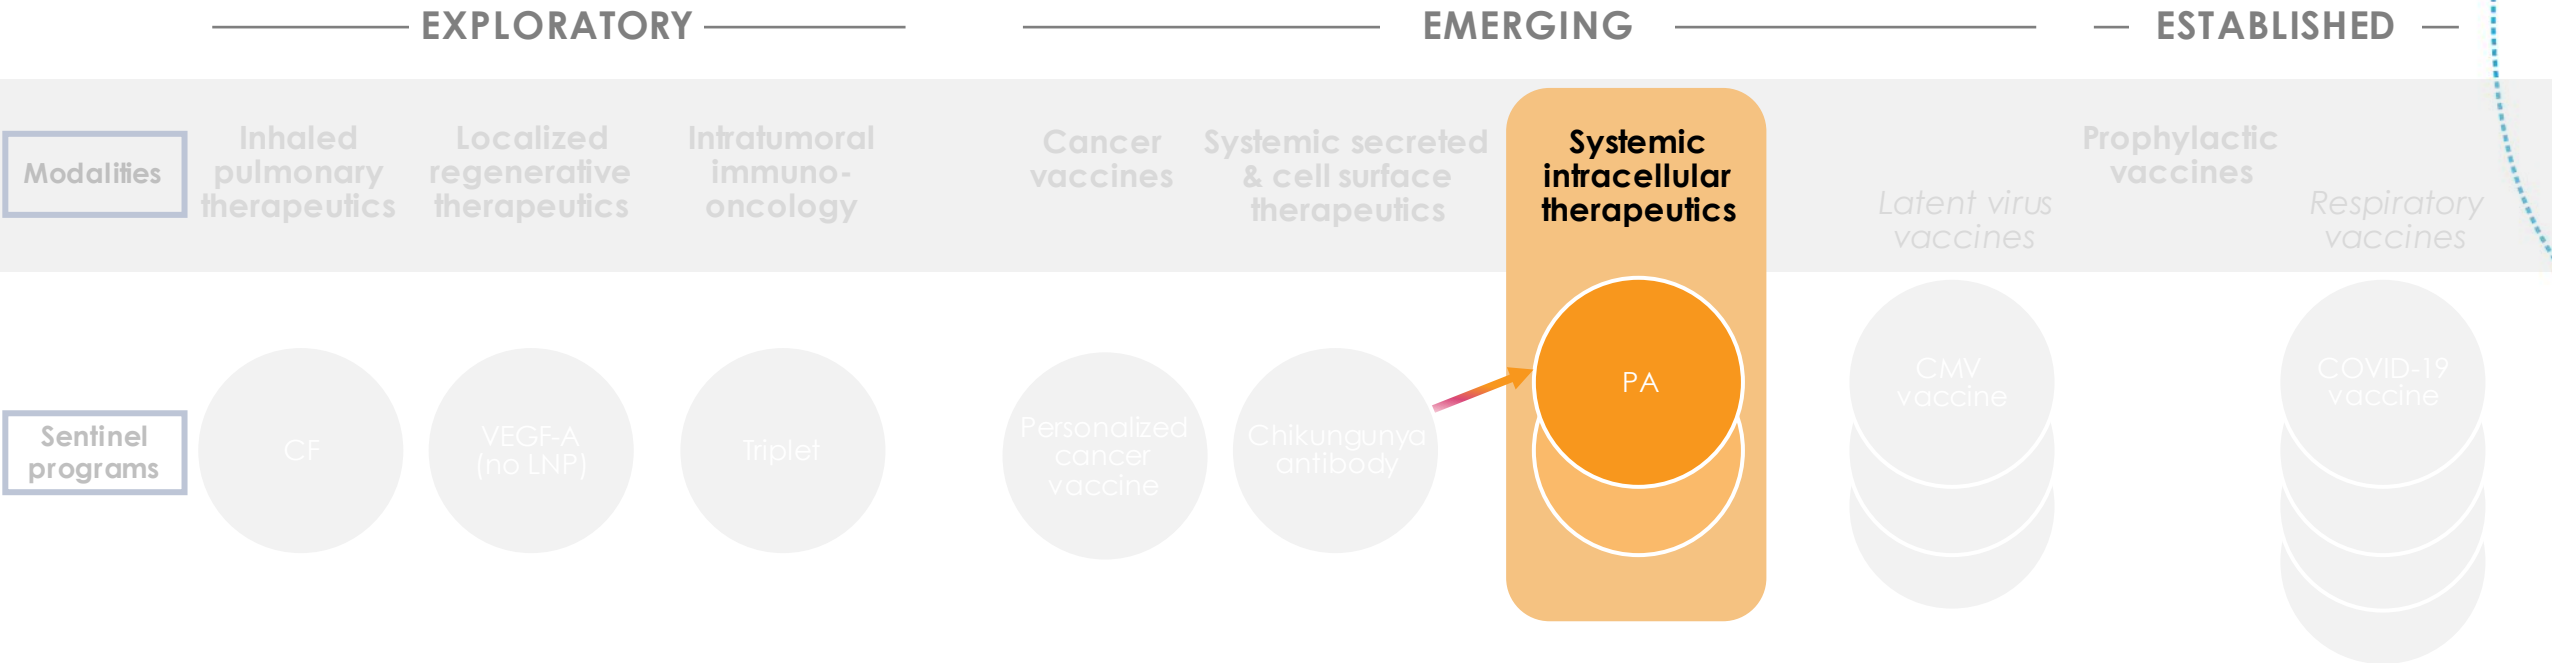 EXPLORATORY
EMERGING
ESTABLISHED
Modalities
Inhaled
pulmonary
therapeutics
Localized
regenerative
therapeutics
Intratumoral
immuno-
oncology
Cancer
vaccines
Systemic secreted
& cell surface
therapeutics
Systemic
intracellular
therapeutics
Prophylactic
vaccines
Latent virus
vaccines
Respiratory
vaccines
Sentinel
programs
CF
VEGF-A
(no LNP)
Triplet
Personalized
cancer
vaccine
Chikungunya
antibody
PA
CMV
vaccine
COVID-19
vaccine